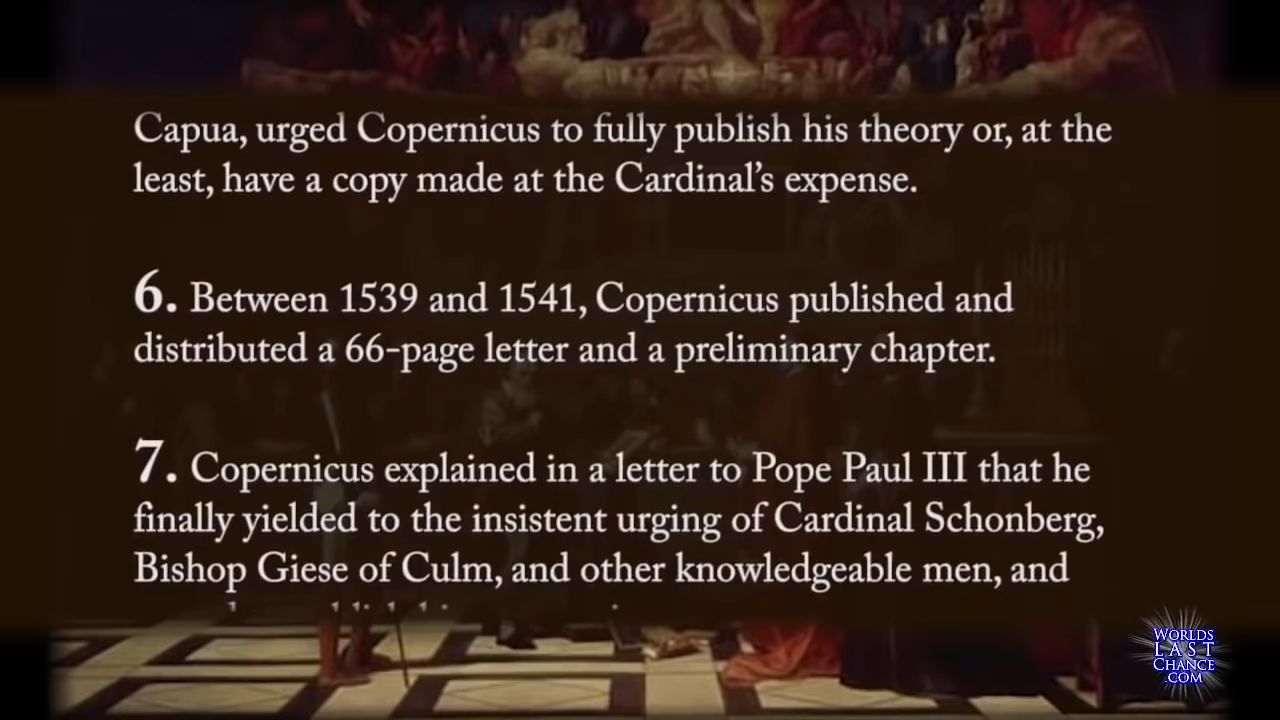 Capua, urged Copernicus to fully publish his theory or, at the
least, have a copy made at the Cardinal's expense.
6. Between 1539 and 1541, Copernicus published and
distributed a 66-page letter and a preliminary chapter.
7. Copernicus explained in a letter to Pope Paul III that he
finally yielded to the insistent urging of Cardinal Schonberg,
Bishop Giese of Culm, and other knowledgeable men, and
WORLDS
LAST
CHANCE
.COM